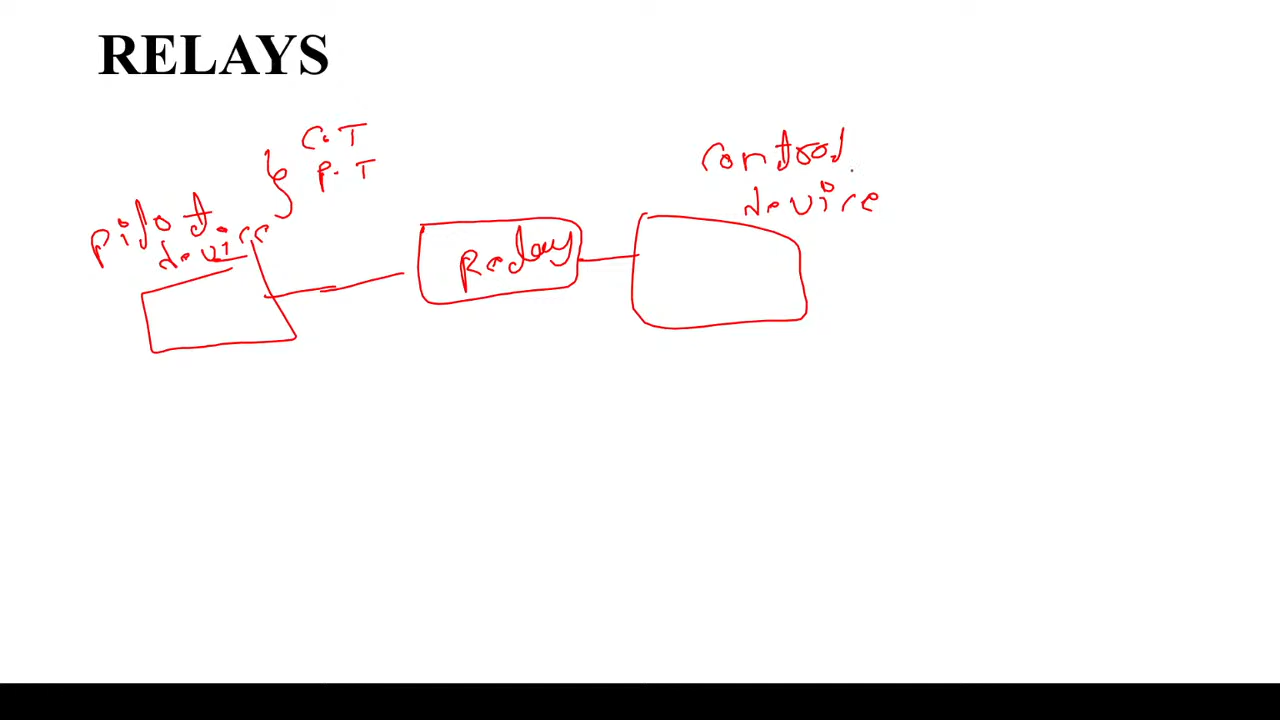 RELAYS
C.T
P.T
pilot
device
Relay
control
device